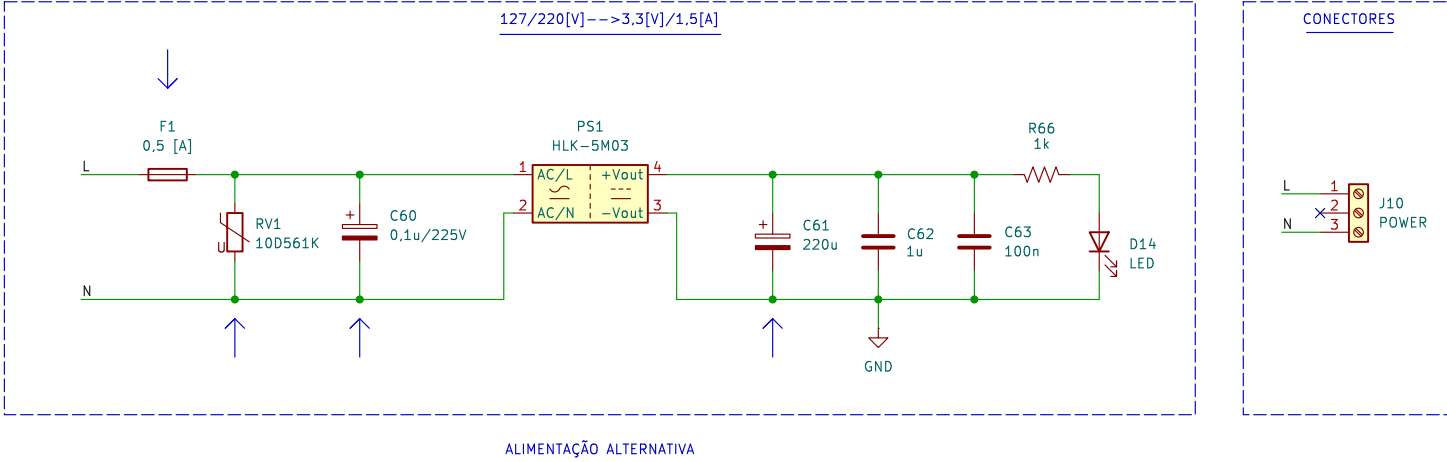 127/220[V]-->3,3[V]/1,5[A]
CONECTORES
F1
0,5 [A]
PS1
HLK-5M03
R66
1k
L
1
AC/L
+Vout
4
2
AC/N
-Vout
3
RV1
10D561K
U
+
C60
0,1u/225V
+
C61
220u
C62
1u
C63
100n
D14
LED
N
GND
L
1
2
N
3
J10
POWER
ALIMENTAÇÃO ALTERNATIVA